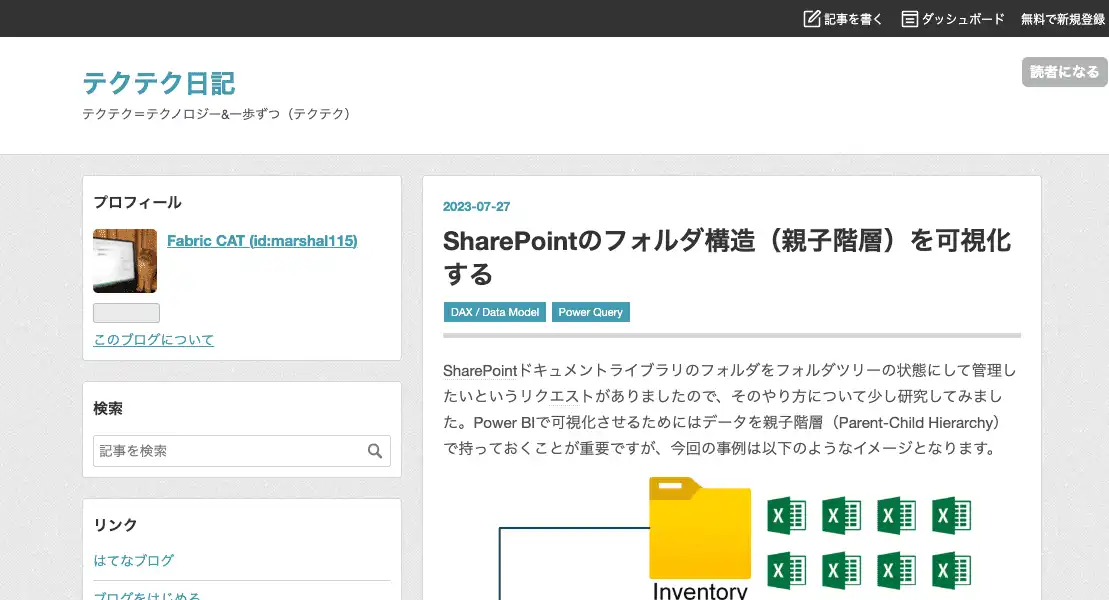 記事を書く
ダッシュボード
無料で新規登録
テクテク日記
テクテク＝テクノロジー&一歩ずつ（テクテク）
読者になる
プロフィール
Fabric CAT (id:marshal115)
このブログについて
検索
記事を検索
リンク
はてなブログ
ブログをはじめる
2023-07-27
SharePointのフォルダ構造（親子階層）を可視化
する
DAX / Data Model
Power Query
SharePointドキュメントライブラリのフォルダをフォルダツリーの状態にして管理し
たいというリクエストがありましたので、そのやり方について少し研究してみまし
た。Power BIで可視化させるためにはデータを親子階層（Parent-Child Hierarchy）
で持っておくことが重要ですが、今回の事例は以下のようなイメージとなります。
X X X X
X X X X
Inventory